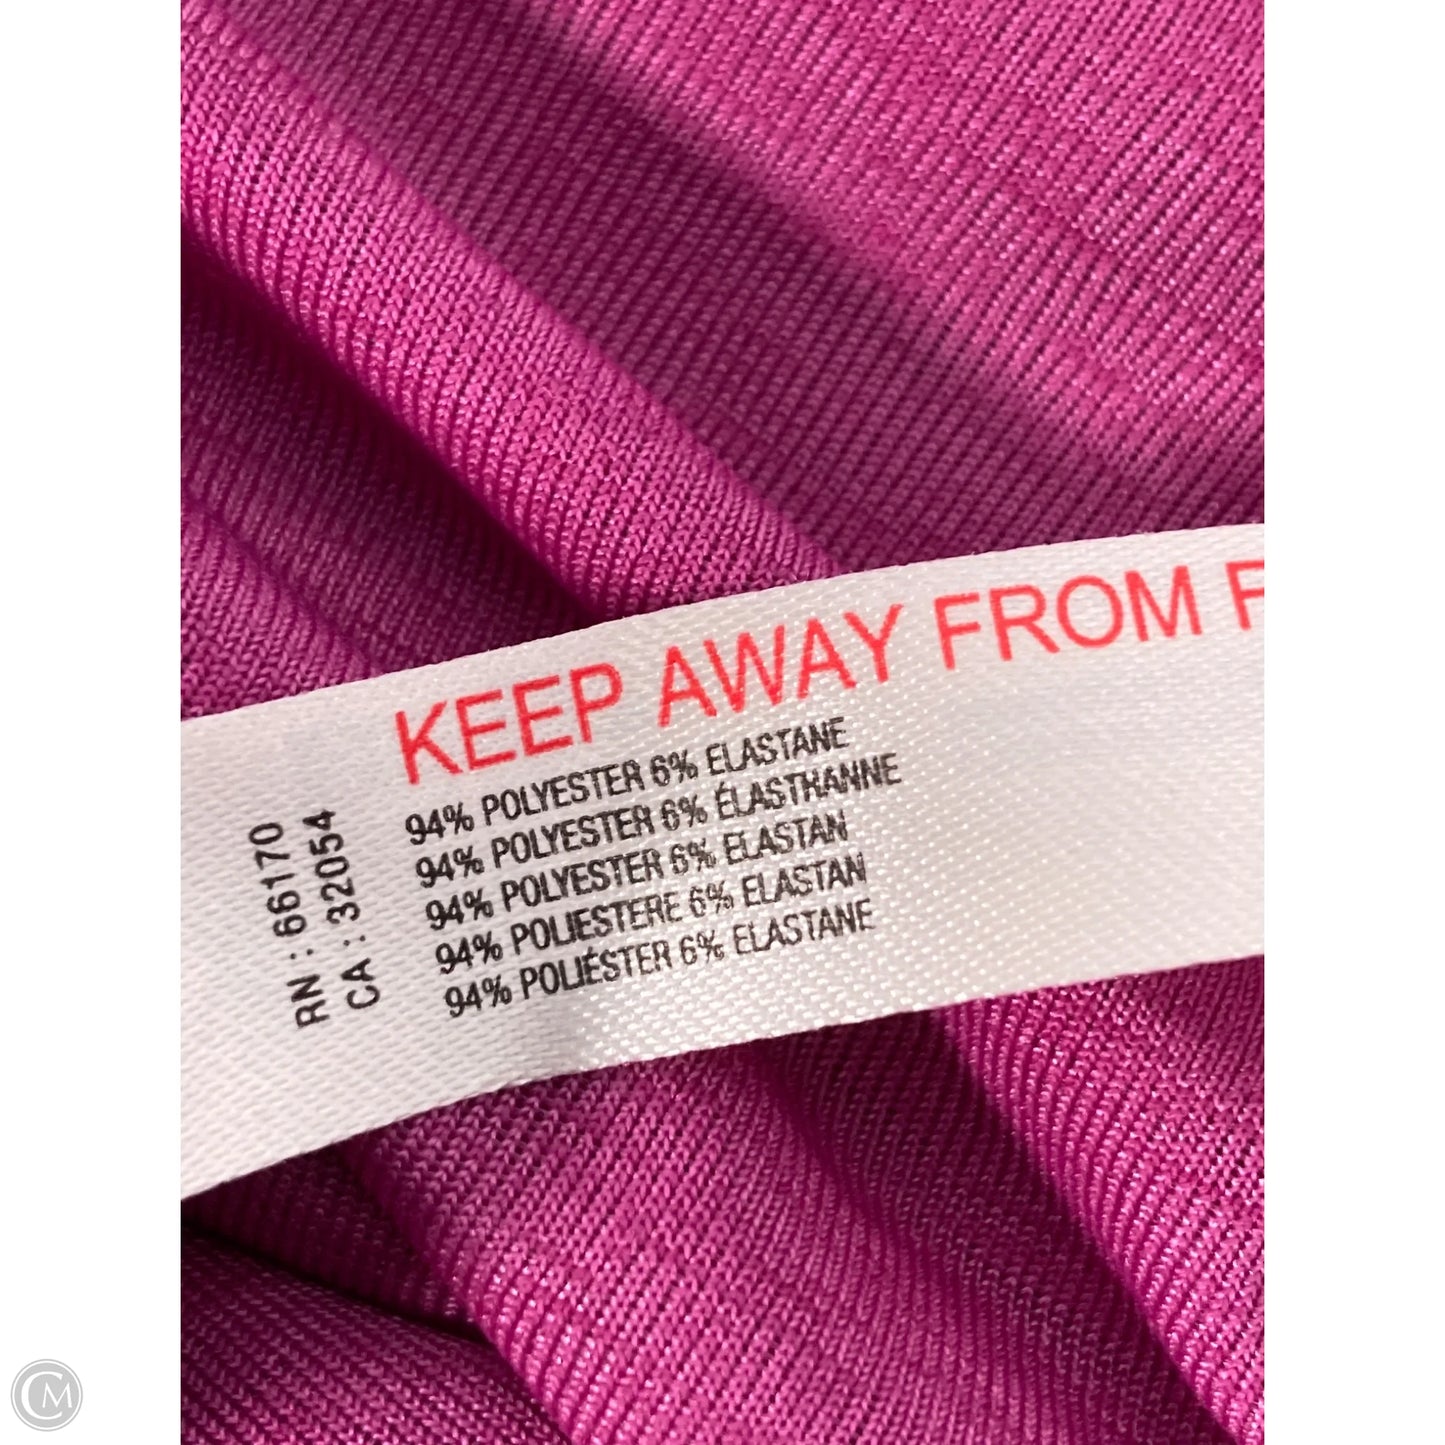 KEEP AWAY FROM F
94% POLYESTER 6% ELASTANE
94% POLYESTER 6% ÉLASTHANNE
94% POLYESTER 6% ELASTAN
94% POLIESTERE 6% ELASTAN
94% POLIÉSTER 6% ELASTANE
RN : 66170
CA : 32054
CM